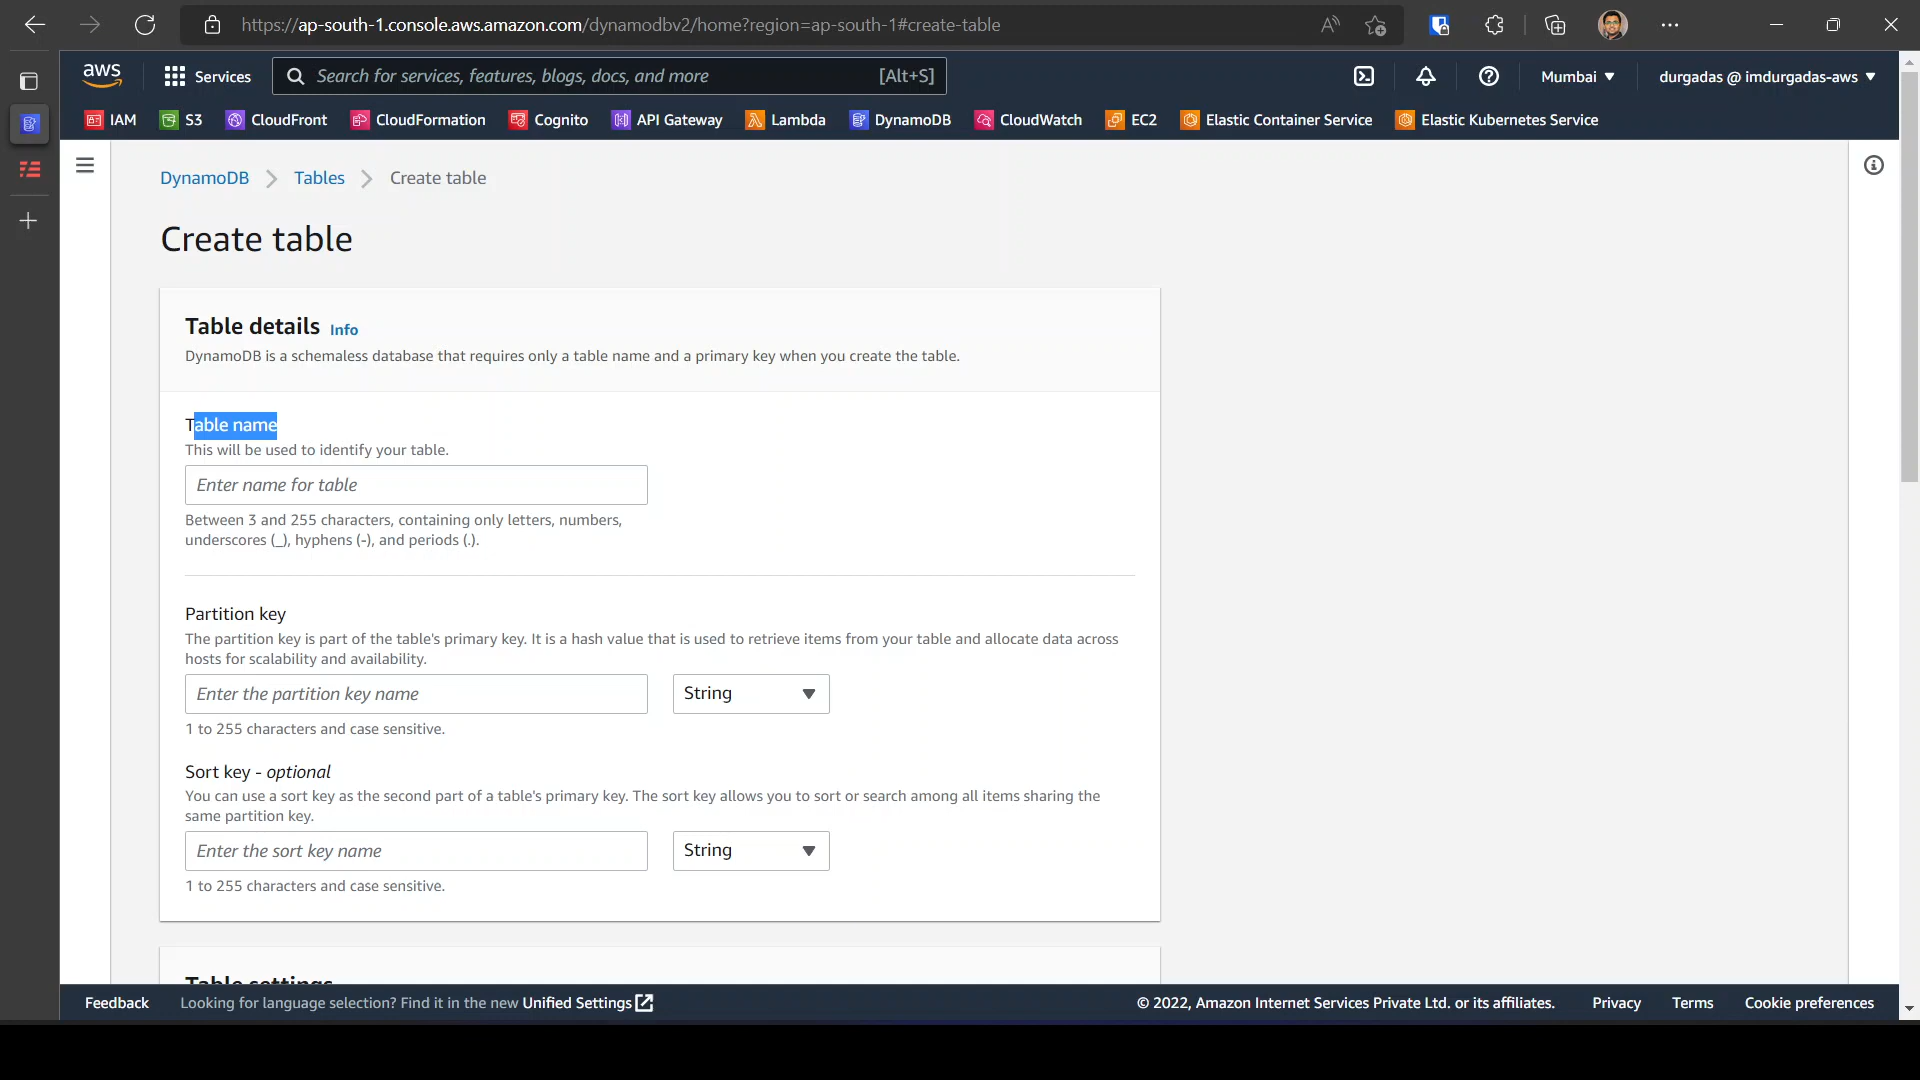 https://ap-south-1.console.aws.amazon.com/dynamodbv2/home?region=ap-south-1#create-table
aws
Services
Search for services, features, blogs, docs, and more
[Alt+S]
Mumbai
durgadas @ imdurgadas-aws
IAM S3 CloudFront CloudFormation Cognito API Gateway Lambda DynamoDB CloudWatch EC2 Elastic Container Service Elastic Kubernetes Service
DynamoDB Tables Create table
Create table
Table details Info
DynamoDB is a schemaless database that requires only a table name and a primary key when you create the table.
Table name
This will be used to identify your table.
Enter name for table
Between 3 and 255 characters, containing only letters, numbers,
underscores (_), hyphens (-), and periods (.).
Partition key
The partition key is part of the table's primary key. It is a hash value that is used to retrieve items from your table and allocate data across
hosts for scalability and availability.
Enter the partition key name
String
1 to 255 characters and case sensitive.
Sort key - optional
You can use a sort key as the second part of a table's primary key. The sort key allows you to sort or search among all items sharing the
same partition key.
Enter the sort key name
String
1 to 255 characters and case sensitive.
Table settings
Feedback
Looking for language selection? Find it in the new Unified Settings
© 2022, Amazon Internet Services Private Ltd. or its affiliates.
Privacy
Terms
Cookie preferences